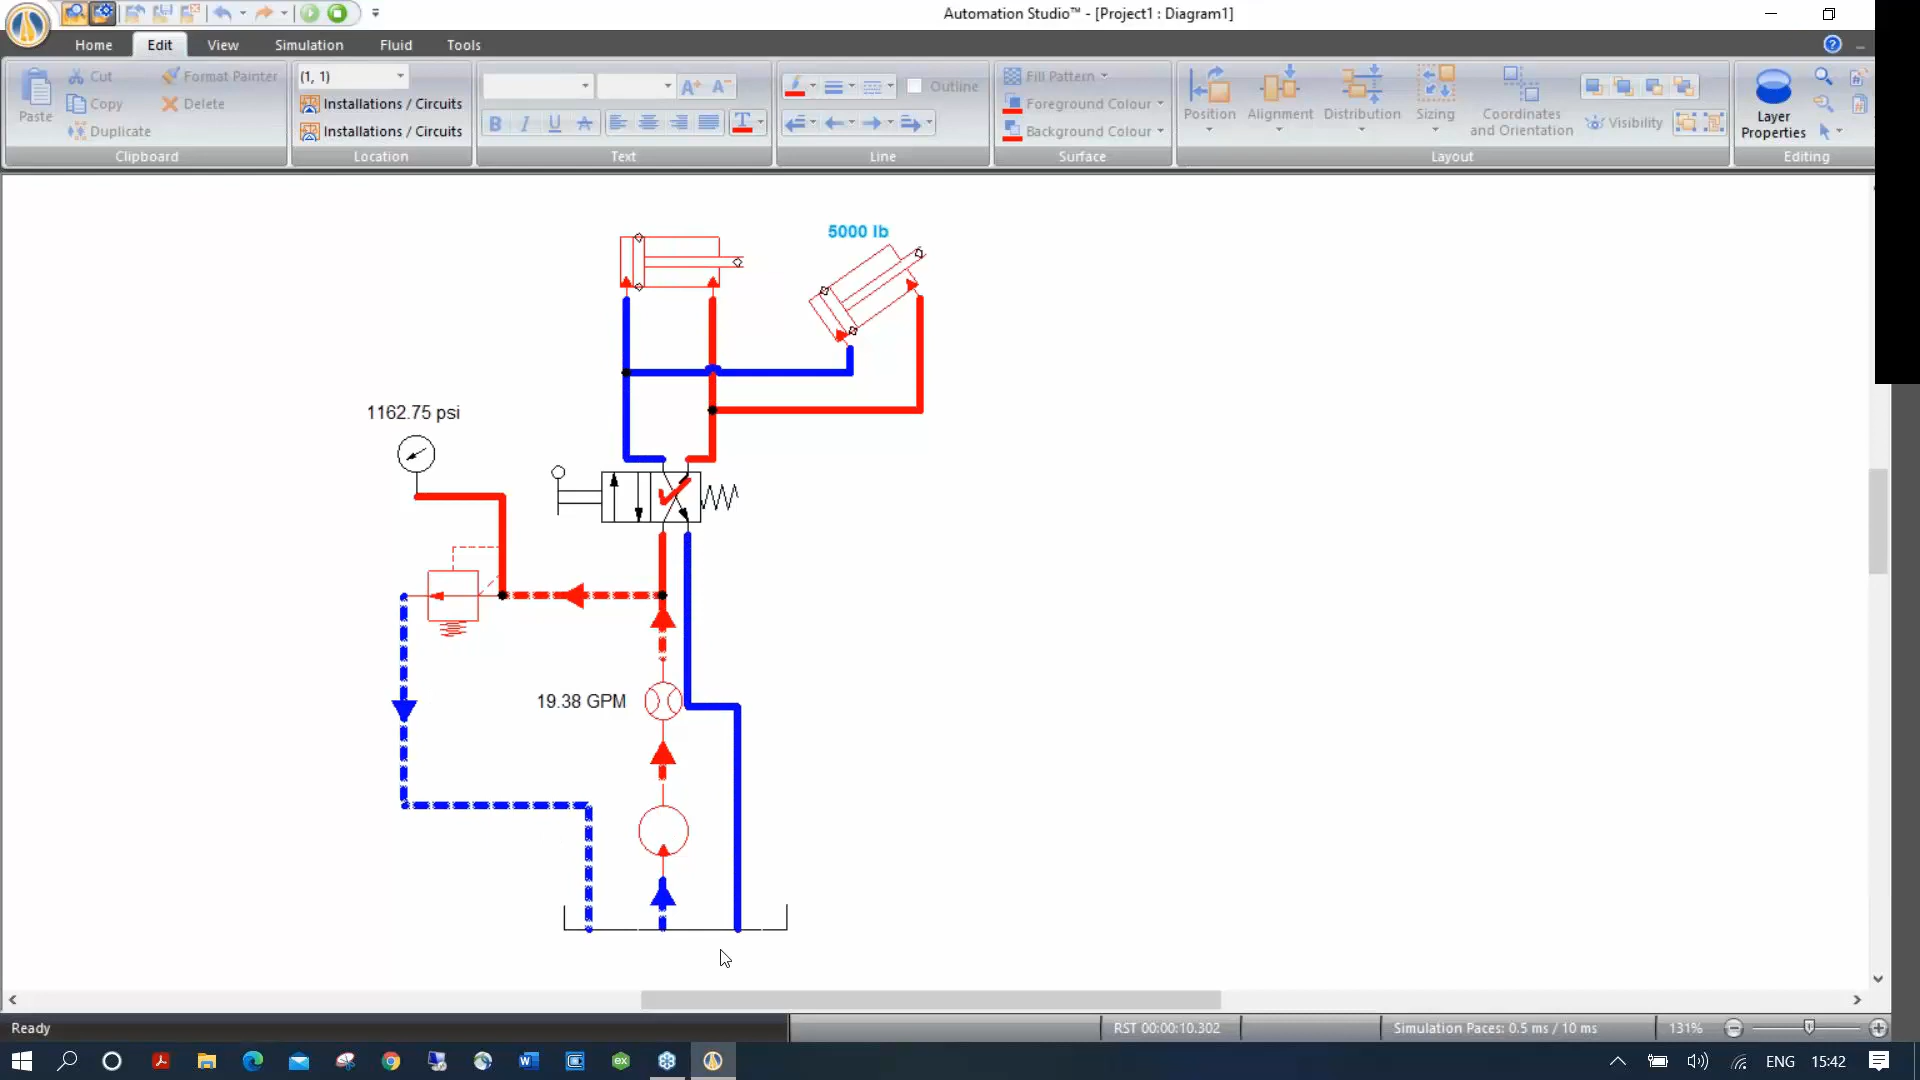 Automation Studio™ - [Project1 : Diagram1]
Home Edit View Simulation Fluid Tools
Paste
Cut
Copy
Duplicate
Format Painter
Delete
Clipboard
(1, 1)
Installations / Circuits
Installations / Circuits
Location
Text
Outline
Line
Fill Pattern
Foreground Colour
Background Colour
Surface
Position
Alignment
Distribution
Sizing
Coordinates
and Orientation
Visibility
Layout
Layer
Properties
Editing
5000 lb
1162.75 psi
19.38 GPM
Ready
RST 00:00:10.302
Simulation Paces: 0.5 ms / 10 ms
131%
ENG 15:42